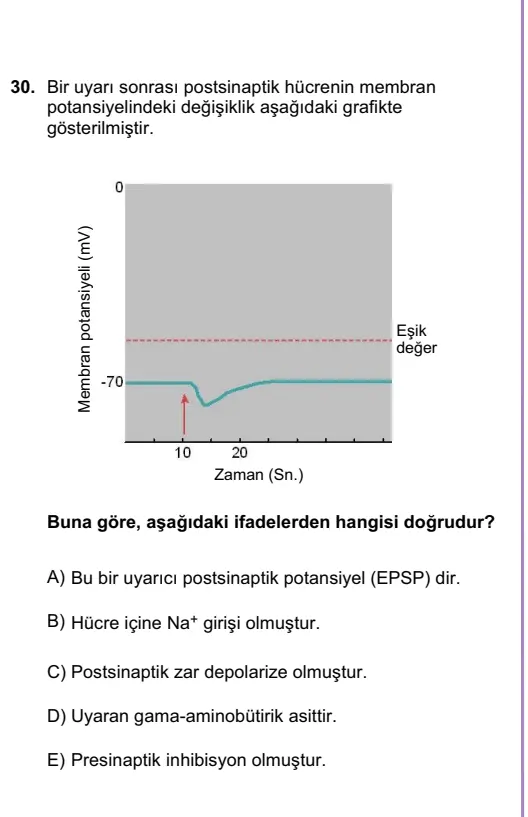 30. Bir uyarı sonrası postsinaptik hücrenin membran
potansiyelindeki değişiklik aşağıdaki grafikte
gösterilmiştir.
0
Membran potansiyeli (mV)
Eşik
değer
-70
10 20
Zaman (Sn.)
Buna göre, aşağıdaki ifadelerden hangisi doğrudur?
A) Bu bir uyarıcı postsinaptik potansiyel (EPSP) dir.
B) Hücre içine Na⁺ girişi olmuştur.
C) Postsinaptik zar depolarize olmuştur.
D) Uyaran gama-aminobütirik asittir.
E) Presinaptik inhibisyon olmuştur.